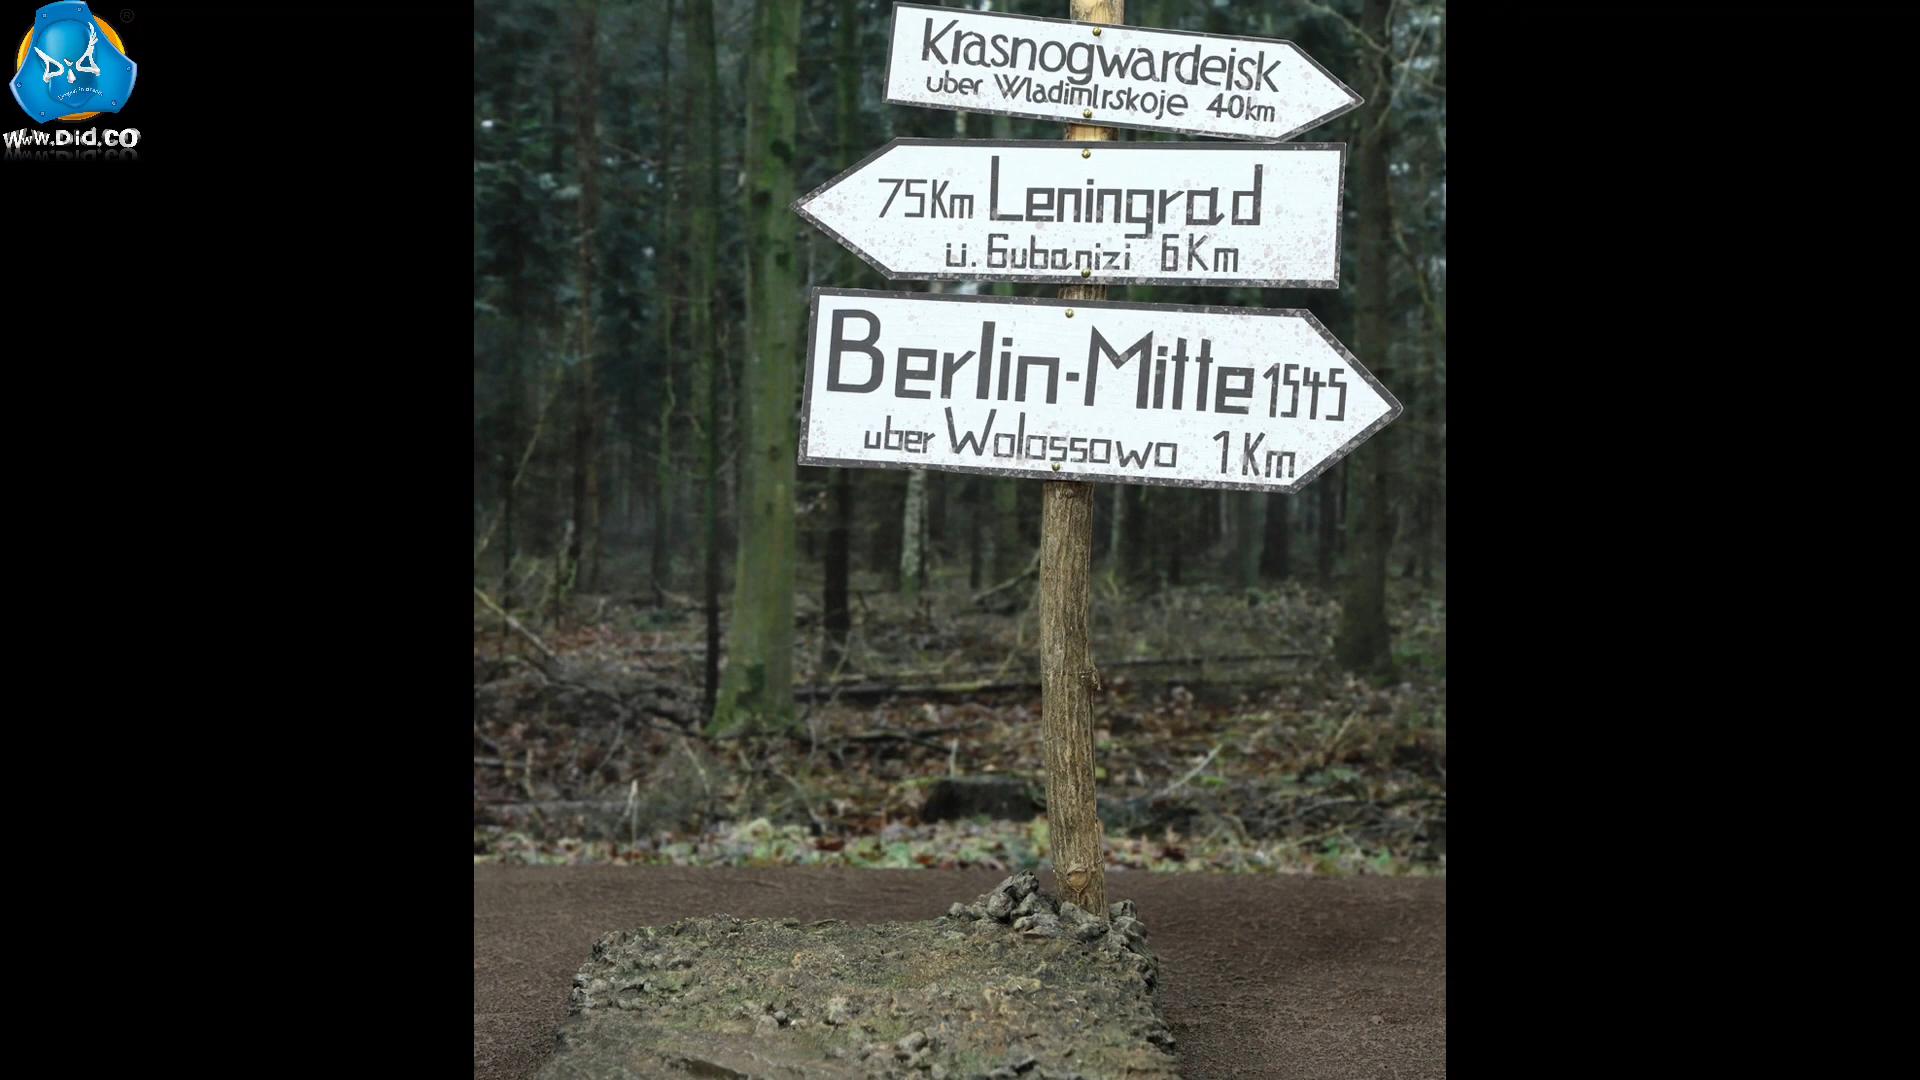 www.DiD.co
Krasnogwardeisk
uber WladimIrskoje 40km
75Km Leningrad
ü. Gubanizi 6Km
Berlin-Mitte 1545
uber Wolossowo 1Km